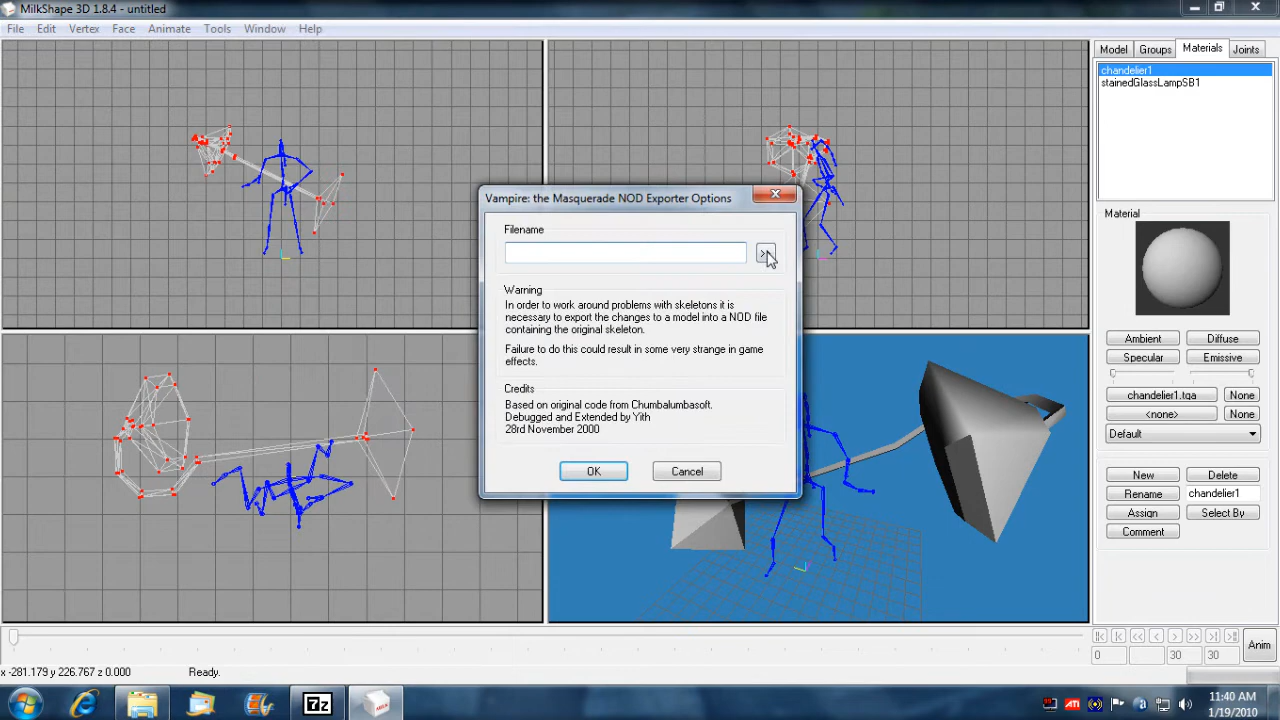 MilkShape 3D 1.8.4 - untitled
File Edit Vertex Face Animate Tools Window Help
Model Groups Materials Joints
chandelier1
stainedGlassLampSB1
Vampire: the Masquerade NOD Exporter Options
Filename
Warning
In order to work around problems with skeletons it is
necessary to export the changes to a model into a NOD file
containing the original skeleton.
Failure to do this could result in some very strange in game
effects.
Credits
Based on original code from Chumbalumbasoft.
Debugged and Extended by Yith
28rd November 2000
OK Cancel
Material
Ambient Diffuse
Specular Emissive
chandelier1.tga None
<none> None
Default
New Delete
Rename chandelier1
Assign Select By
Comment
0 30 30 Anim
x -281.179 y 226.767 z 0.000 Ready.
7z
ATI
11:40 AM
1/19/2010